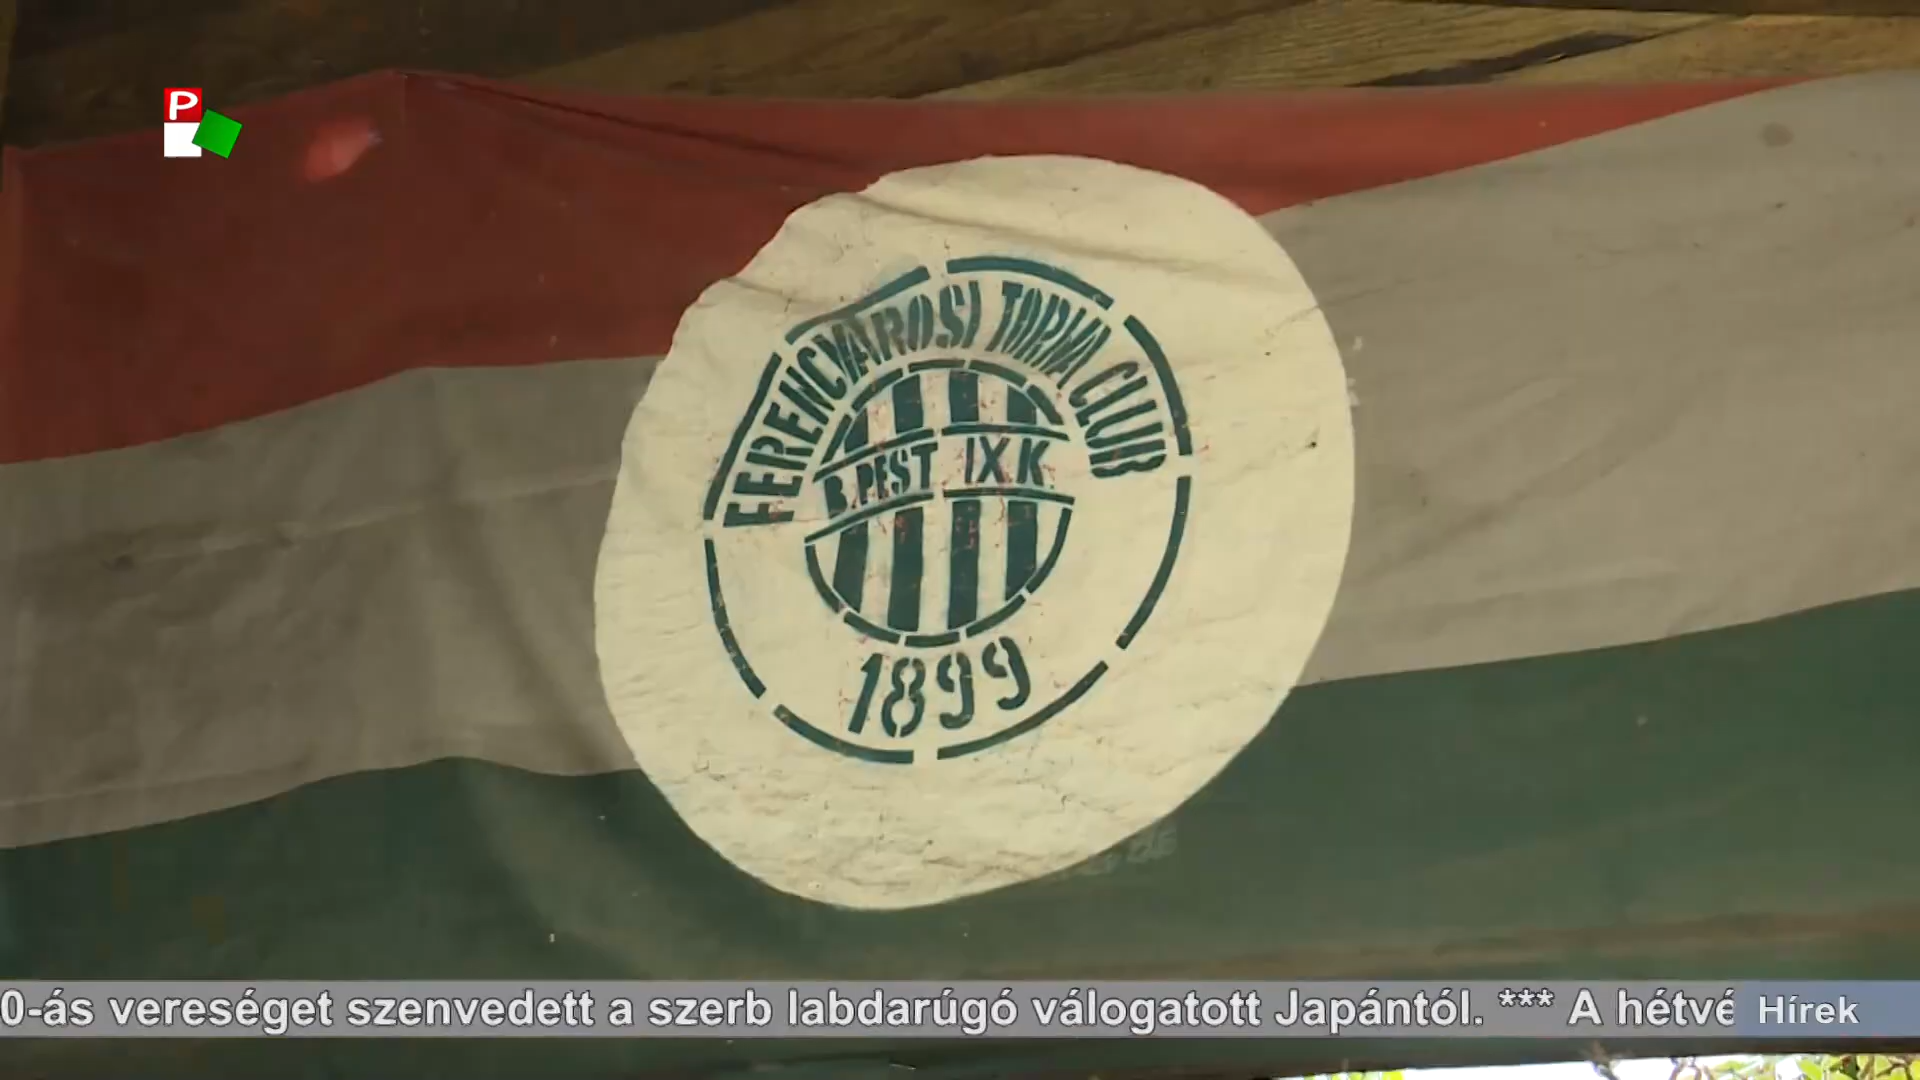 P
FERENCVAROSI TORNA CLUB
B.PEST IX K.
1899
0-ás vereséget szenvedett a szerb labdarúgó válogatott Japántól. *** A hétvé
Hírek